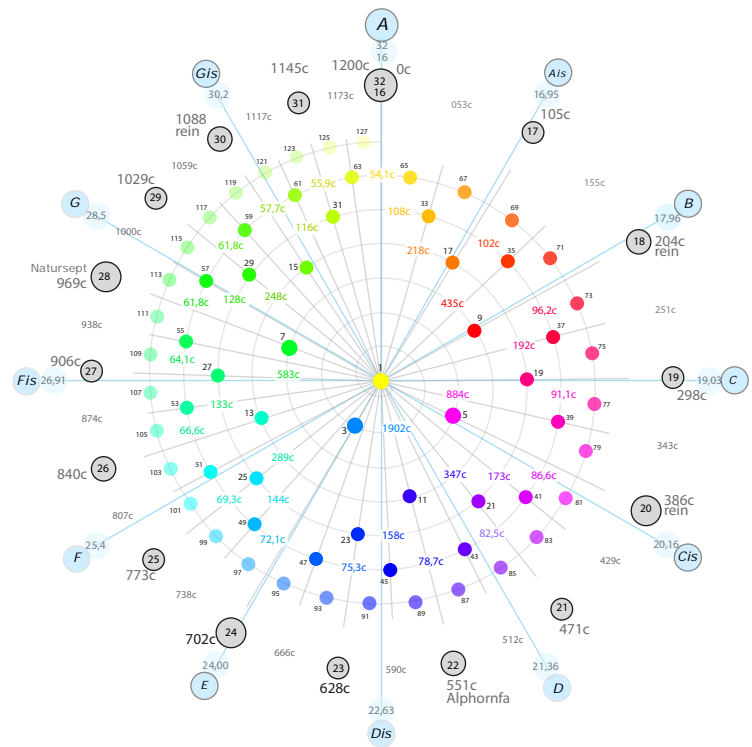 A
32
16
1200c
32
16
0c
Gis
30,2
1145c
31
1173c
1117c
1088
rein
30
1059c
Ais
16,95
105c
17
053c
155c
127
125
123
121
119
117
115
113
111
109
107
105
103
101
99
97
95
93
91
89
87
85
83
81
79
77
75
73
71
69
67
65
63
61
59
57
55
53
51
49
47
45
43
41
39
37
35
33
31
29
27
25
23
21
19
17
15
13
11
9
7
5
3
1
54,1c
55,9c
57,7c
61,8c
61,8c
64,1c
66,6c
69,3c
72,1c
75,3c
78,7c
82,5c
86,6c
91,1c
96,2c
102c
108c
116c
128c
133c
144c
158c
173c
192c
218c
248c
289c
347c
435c
583c
884c
1902c
1029c
29
G
28,5
1000c
Natursept
969c
28
938c
906c
27
Fis
26,91
874c
840c
26
807c
F
25,4
25
773c
738c
702c
24
24,00
E
666c
23
628c
590c
22,63
Dis
22
551c
Alphornfa
512c
21,36
D
21
471c
429c
20
386c
rein
20,16
Cis
343c
19
298c
19,03
C
251c
B
17,96
18
204c
rein